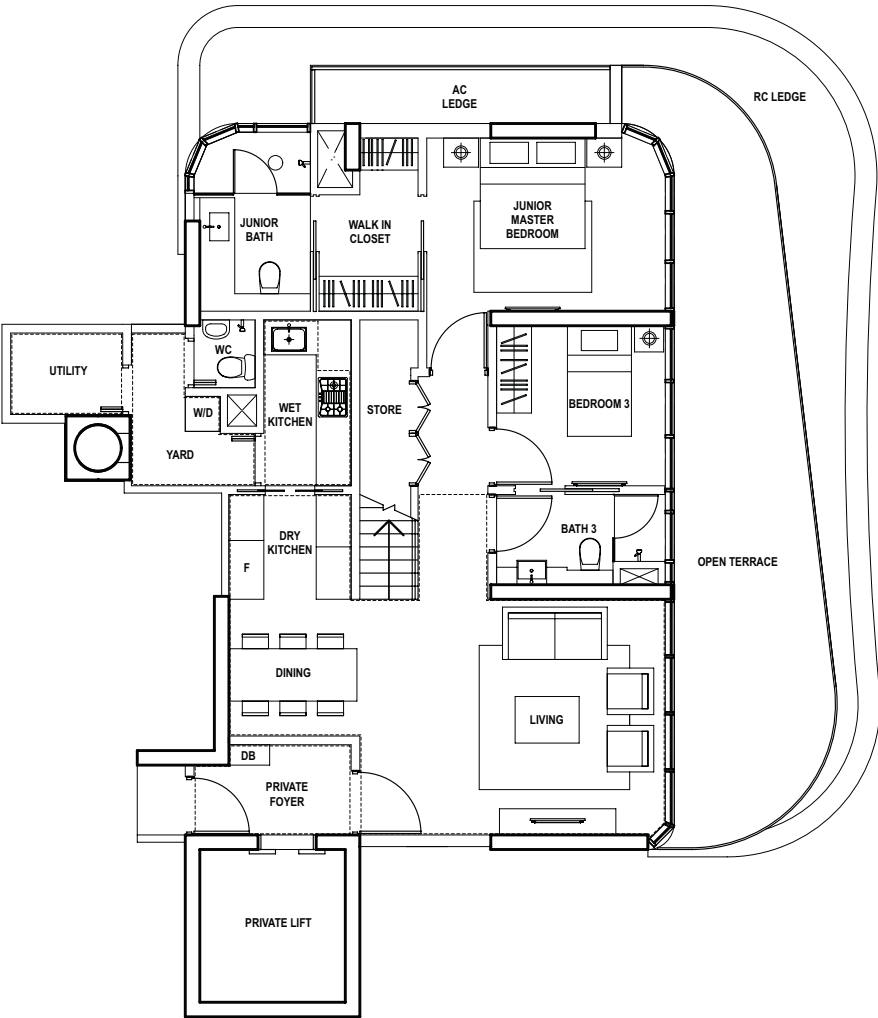 AC
LEDGE
RC LEDGE
JUNIOR
BATH
WALK IN
CLOSET
JUNIOR
MASTER
BEDROOM
WC
UTILITY
W/D
WET
KITCHEN
STORE
BEDROOM 3
YARD
DRY
KITCHEN
F
BATH 3
OPEN TERRACE
DINING
LIVING
DB
PRIVATE
FOYER
PRIVATE LIFT